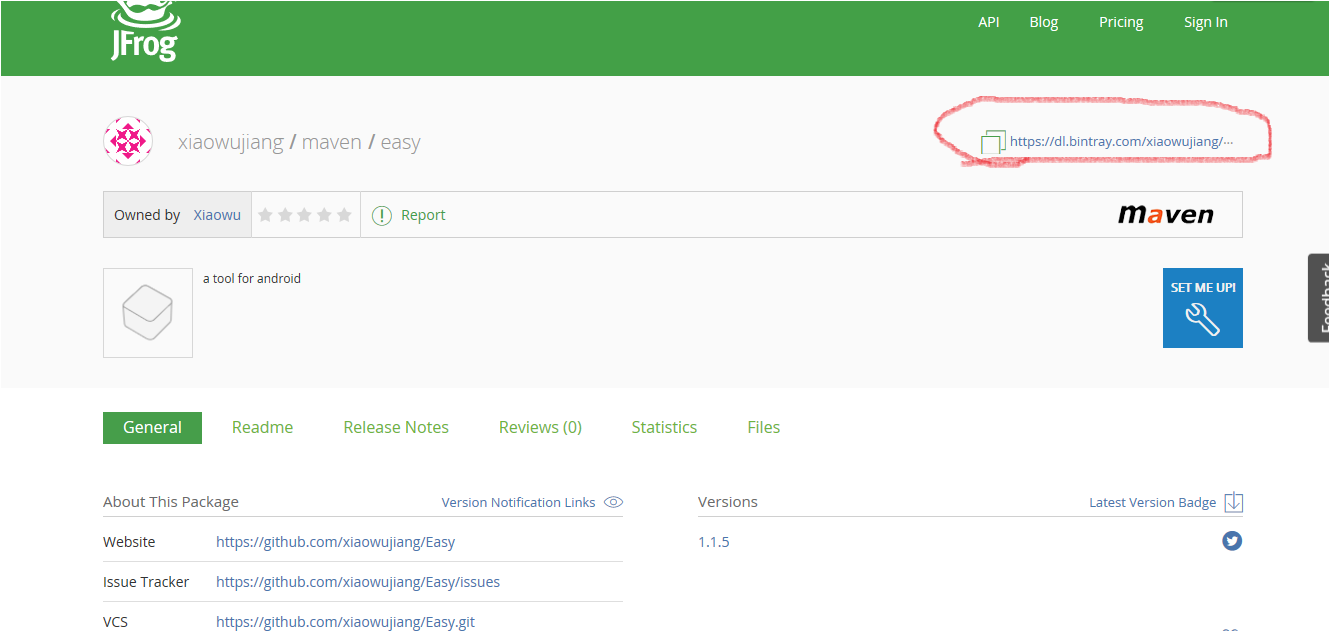 JFrog
API Blog Pricing Sign In
xiaowujiang / maven / easy
https://dl.bintray.com/xiaowujiang/...
Owned by Xiaowu
Report
maven
a tool for android
SET ME UP!
Feedback
General Readme Release Notes Reviews (0) Statistics Files
About This Package Version Notification Links
Versions Latest Version Badge
Website https://github.com/xiaowujiang/Easy
1.1.5
Issue Tracker https://github.com/xiaowujiang/Easy/issues
VCS https://github.com/xiaowujiang/Easy.git